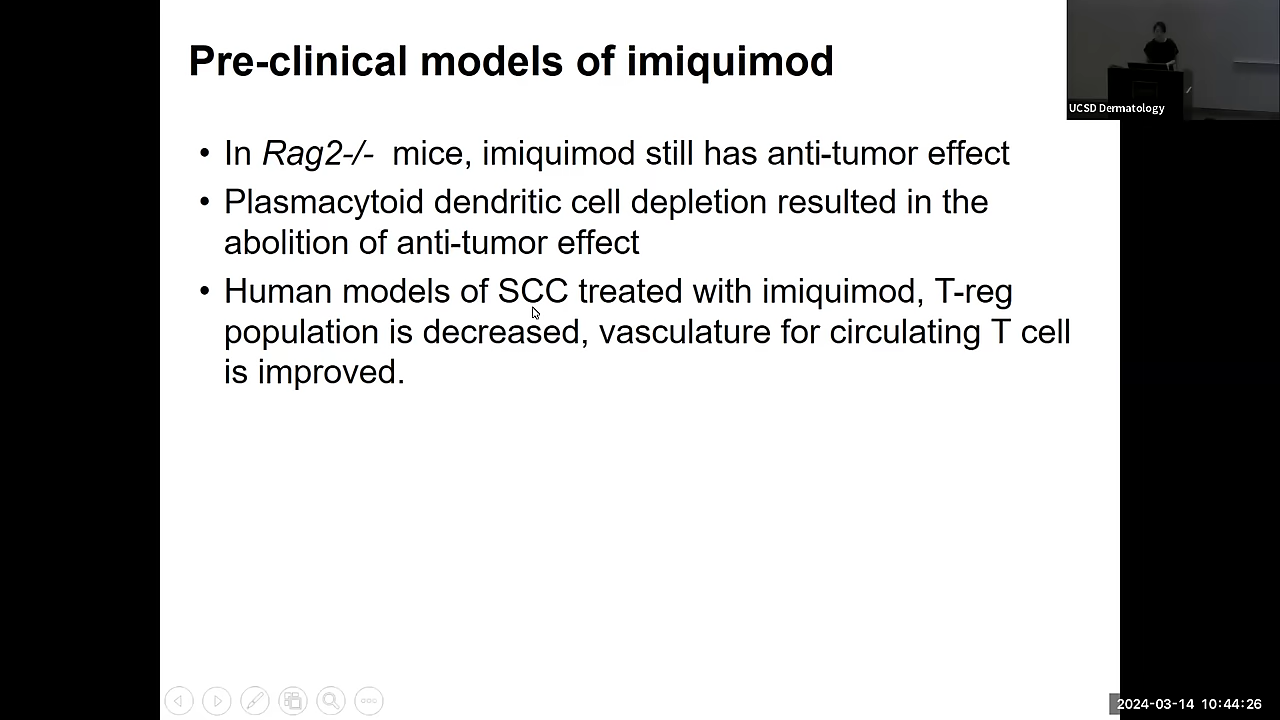 Pre-clinical models of imiquimod
UCSD Dermatology
• In Rag2-/- mice, imiquimod still has anti-tumor effect
• Plasmacytoid dendritic cell depletion resulted in the
abolition of anti-tumor effect
• Human models of SCC treated with imiquimod, T-reg
population is decreased, vasculature for circulating T cell
is improved.
2024-03-14 10:44:26